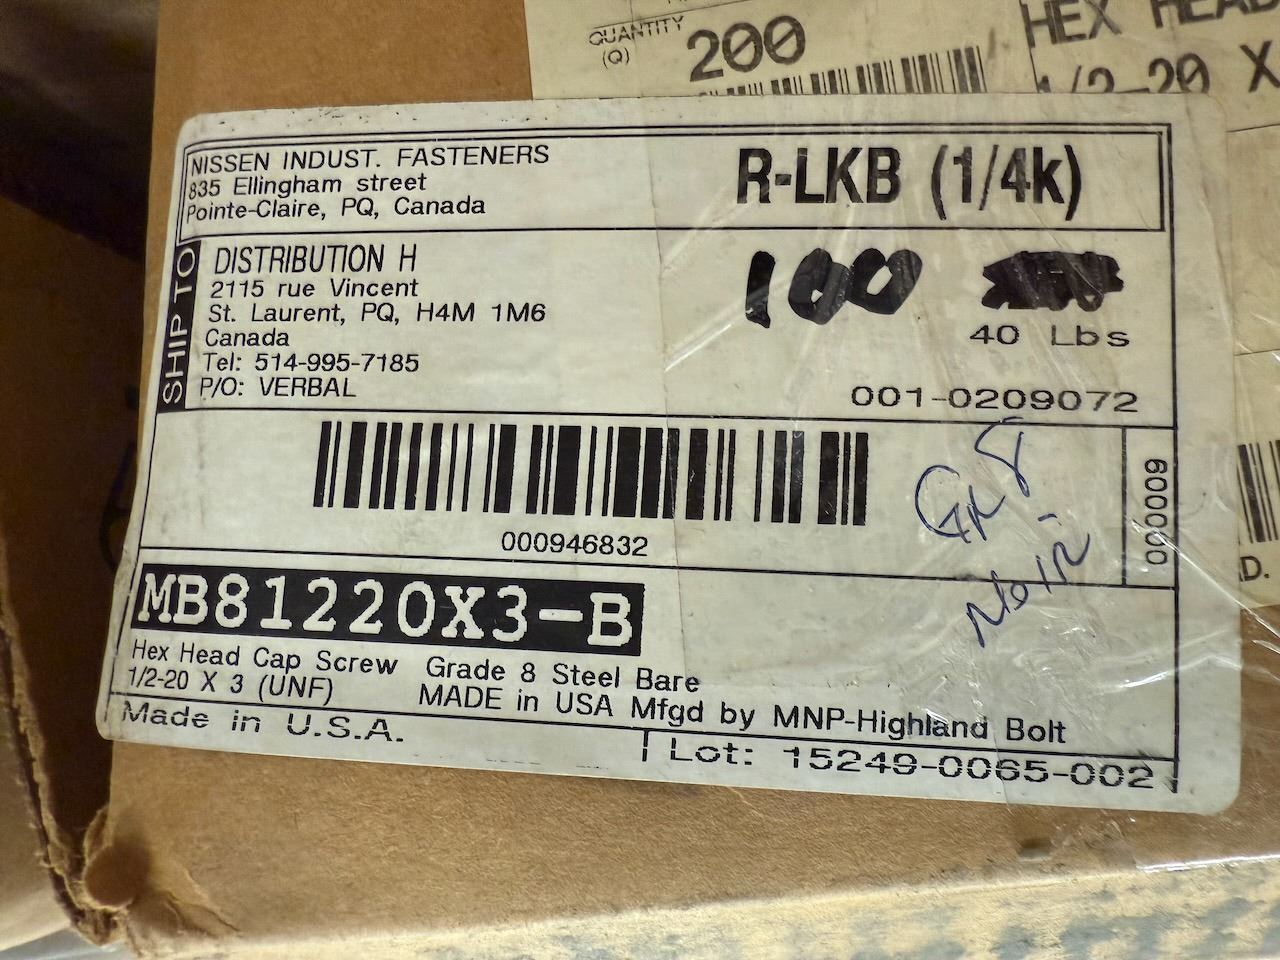 QUANTITY
(Q)
200
HEX HEAD
1/2-20 X
NISSEN INDUST. FASTENERS
835 Ellingham street
Pointe-Claire, PQ, Canada
R-LKB (1/4k)
SHIP TO
DISTRIBUTION H
2115 rue Vincent
St. Laurent, PQ, H4M 1M6
Canada
Tel: 514-995-7185
P/O: VERBAL
100
40 Lbs
001-0209072
000946832
GR 8
Noir
000009
MB81220X3-B
Hex Head Cap Screw Grade 8 Steel Bare
1/2-20 X 3 (UNF) MADE in USA Mfgd by MNP-Highland Bolt
Made in U.S.A.
Lot: 15249-0065-002
D.